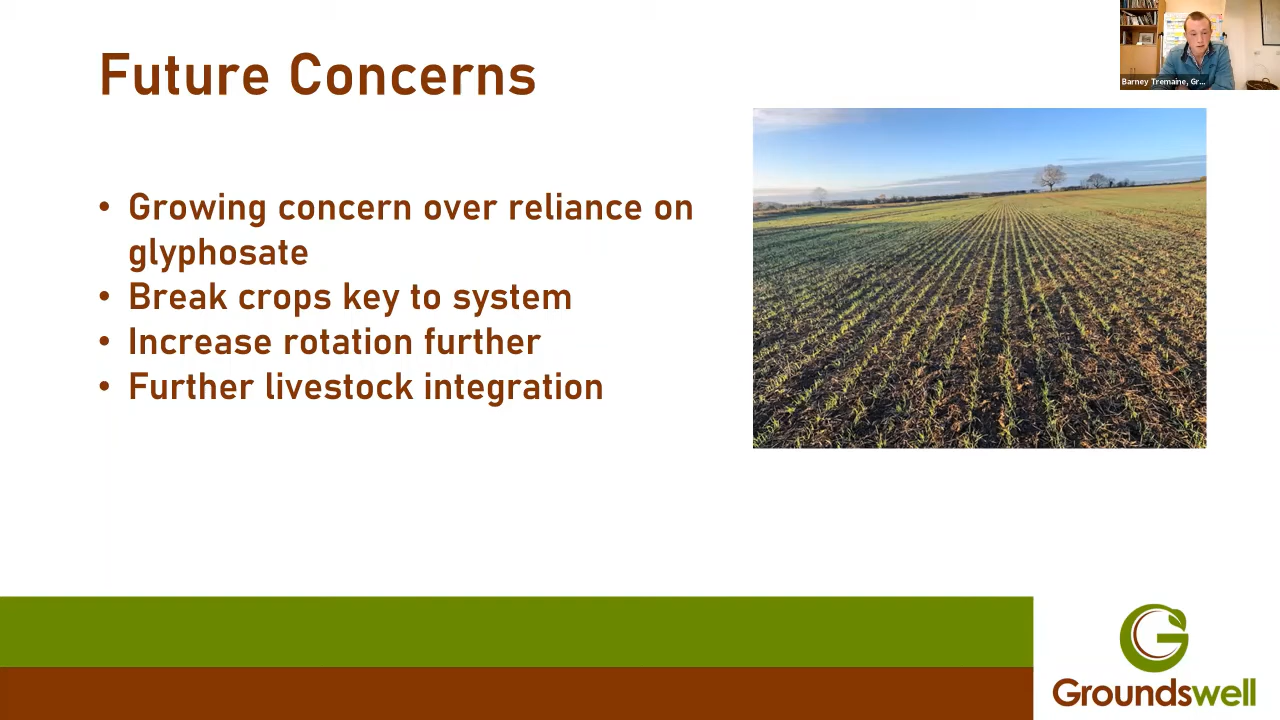 Future Concerns
Barney Tremaine, Gr...
• Growing concern over reliance on
glyphosate
• Break crops key to system
• Increase rotation further
• Further livestock integration
Groundswell